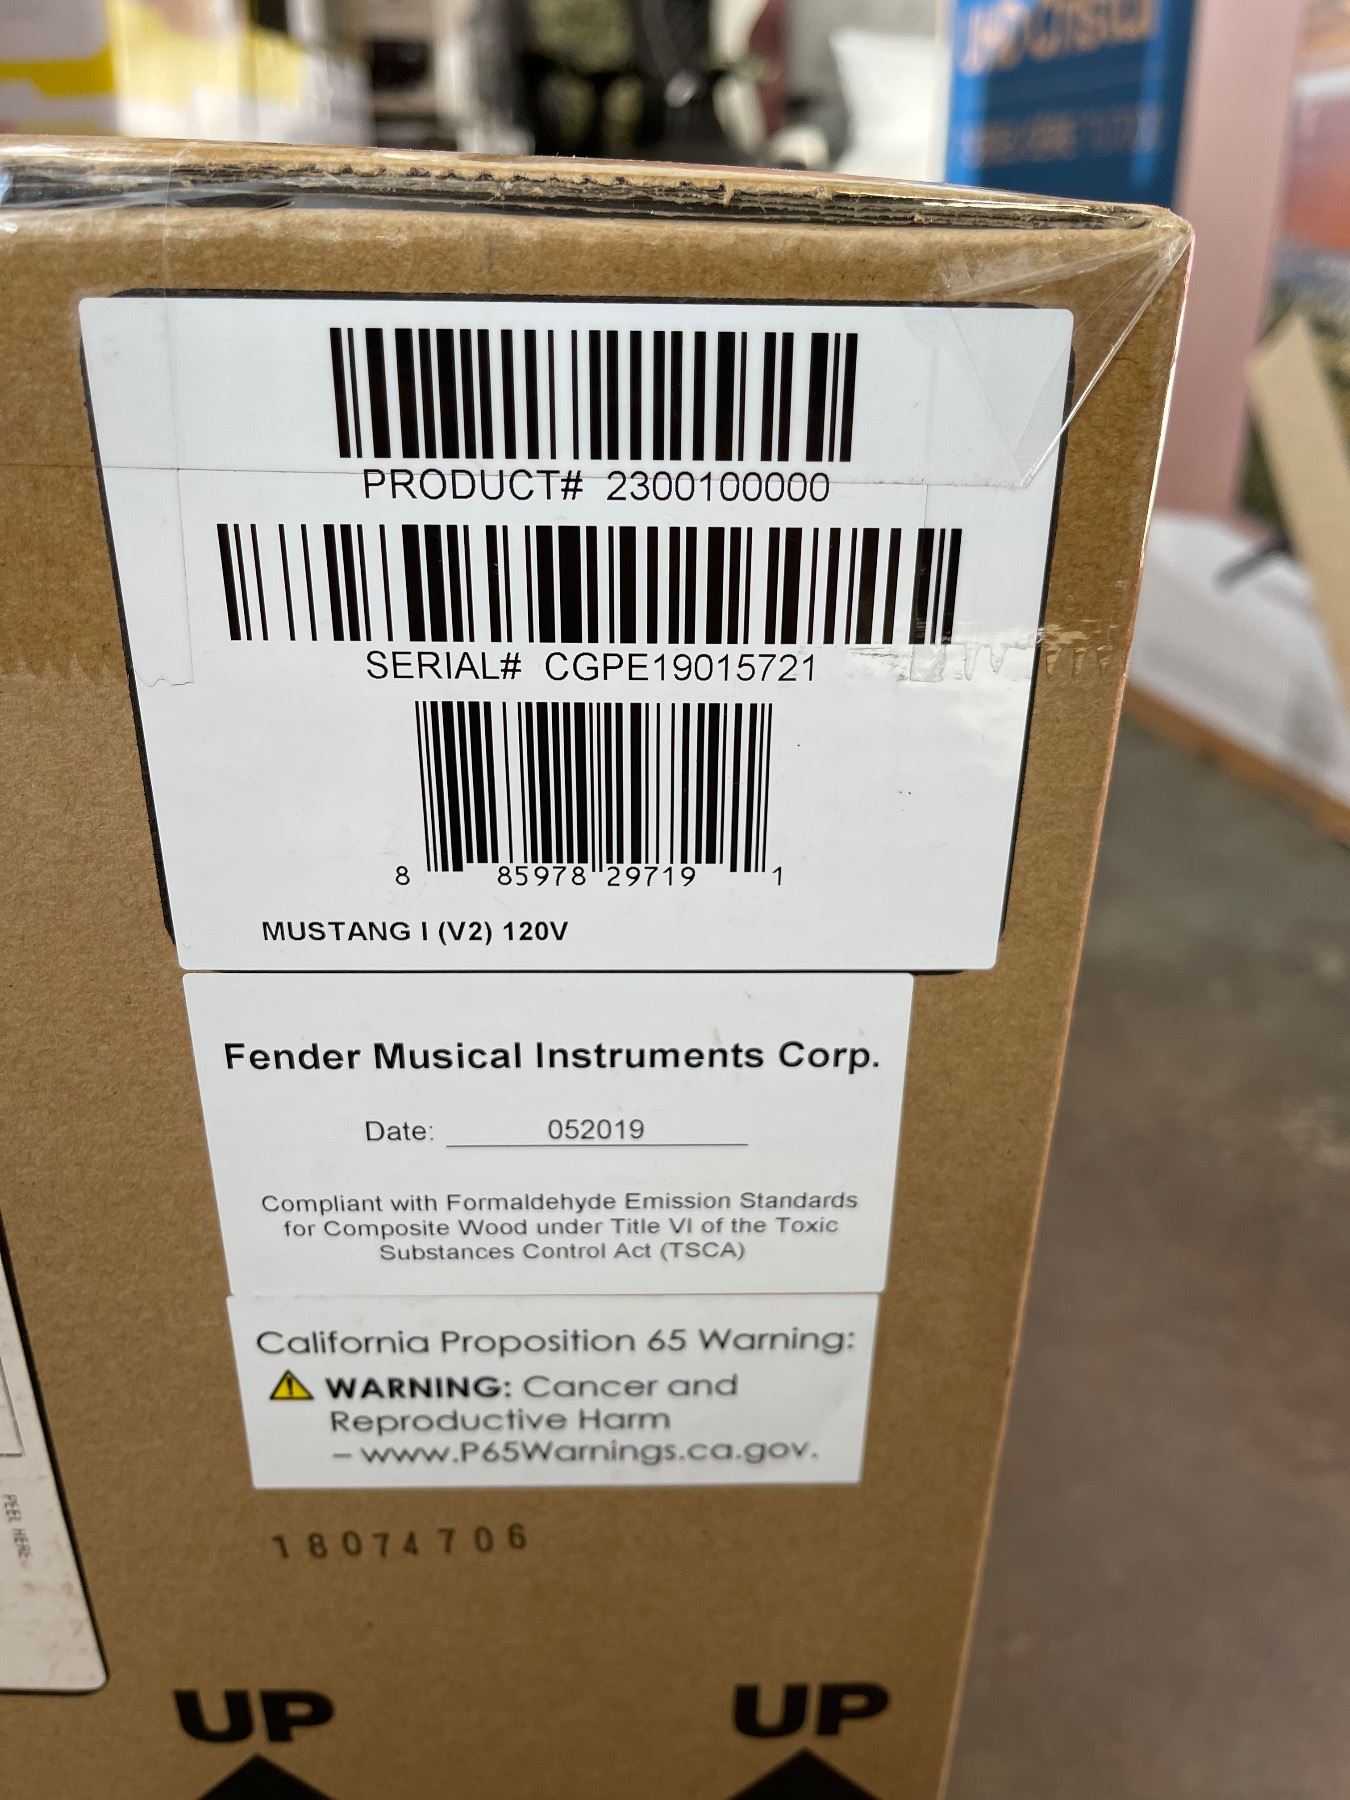 PRODUCT# 2300100000
SERIAL# CGPE19015721
8 85978 29719 1
MUSTANG I (V2) 120V
Fender Musical Instruments Corp.
Date: 052019
Compliant with Formaldehyde Emission Standards
for Composite Wood under Title VI of the Toxic
Substances Control Act (TSCA)
California Proposition 65 Warning:
WARNING: Cancer and
Reproductive Harm
– www.P65Warnings.ca.gov.
18074706
PEEL HERE
UP UP